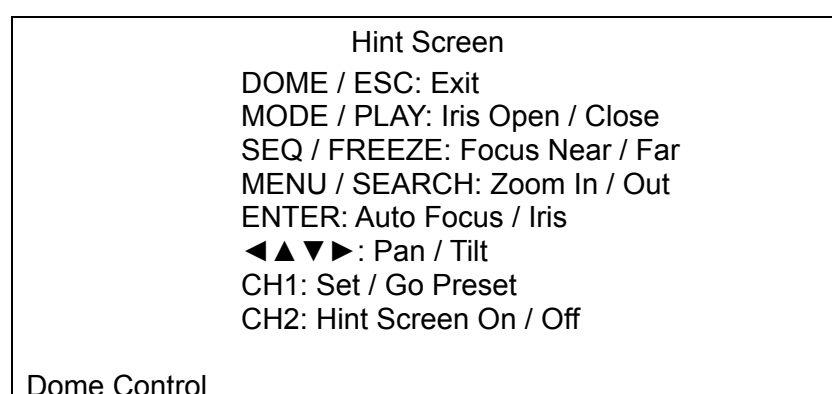 Hint Screen
DOME / ESC: Exit
MODE / PLAY: Iris Open / Close
SEQ / FREEZE: Focus Near / Far
MENU / SEARCH: Zoom In / Out
ENTER: Auto Focus / Iris
◄▲▼►: Pan / Tilt
CH1: Set / Go Preset
CH2: Hint Screen On / Off
Dome Control